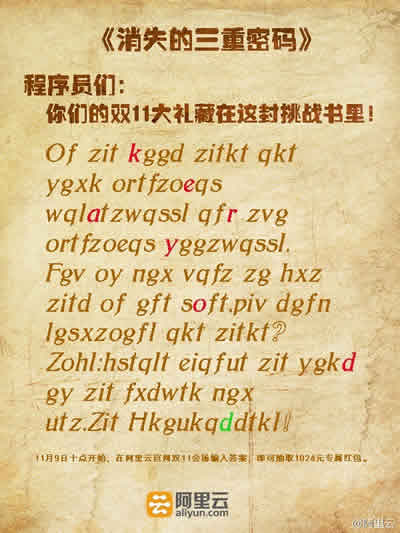 《消失的三重密码》
程序员们：
你们的双11大礼藏在这封挑战书里！
Of zit kggd zitkt qkt
ygxk ortfzoeqs
wqlatzwqssl qfr zvg
ortfzoeqs yggzwqssl.
Fgv oy ngx vqfz zg hxz
zitd of gft soft.piv dgfn
lgsxzogfl qkt zitkt?
Zohl:hstqlt eiqfut zit ygkd
gy zit fxdwtk ngx
utz.Zit Hkgukqddtkl!
11月9日十点开始，在阿里云官网双11会场输入答案，即可抽取1024元专属红包。
阿里云
aliyun.com
@阿里云